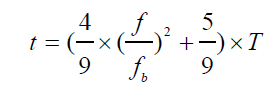 t = (4/9 × (f/f_b)² + 5/9) × T